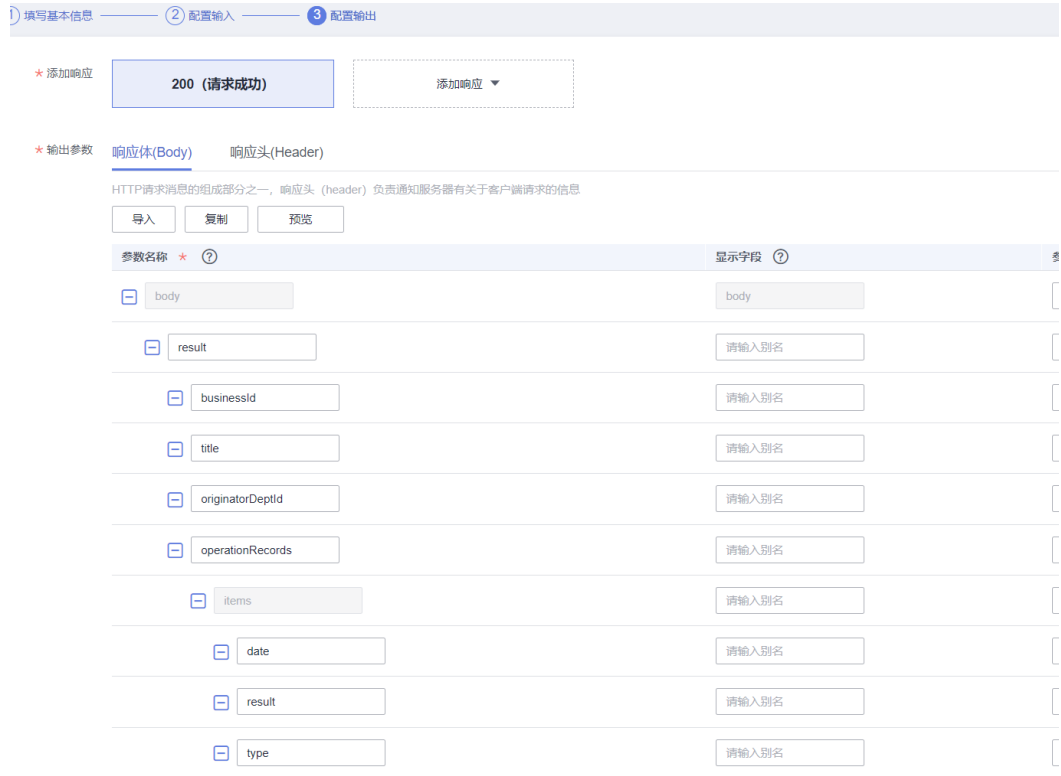 1 填写基本信息 2 配置输入 3 配置输出
* 添加响应 200（请求成功） 添加响应
* 输出参数 响应体(Body) 响应头(Header)
HTTP请求消息的组成部分之一，响应头（header）负责通知服务器有关于客户端请求的信息
导入 复制 预览
参数名称 * ? 显示字段 ?
body body
result 请输入别名
businessId 请输入别名
title 请输入别名
originatorDeptId 请输入别名
operationRecords 请输入别名
items 请输入别名
date 请输入别名
result 请输入别名
type 请输入别名